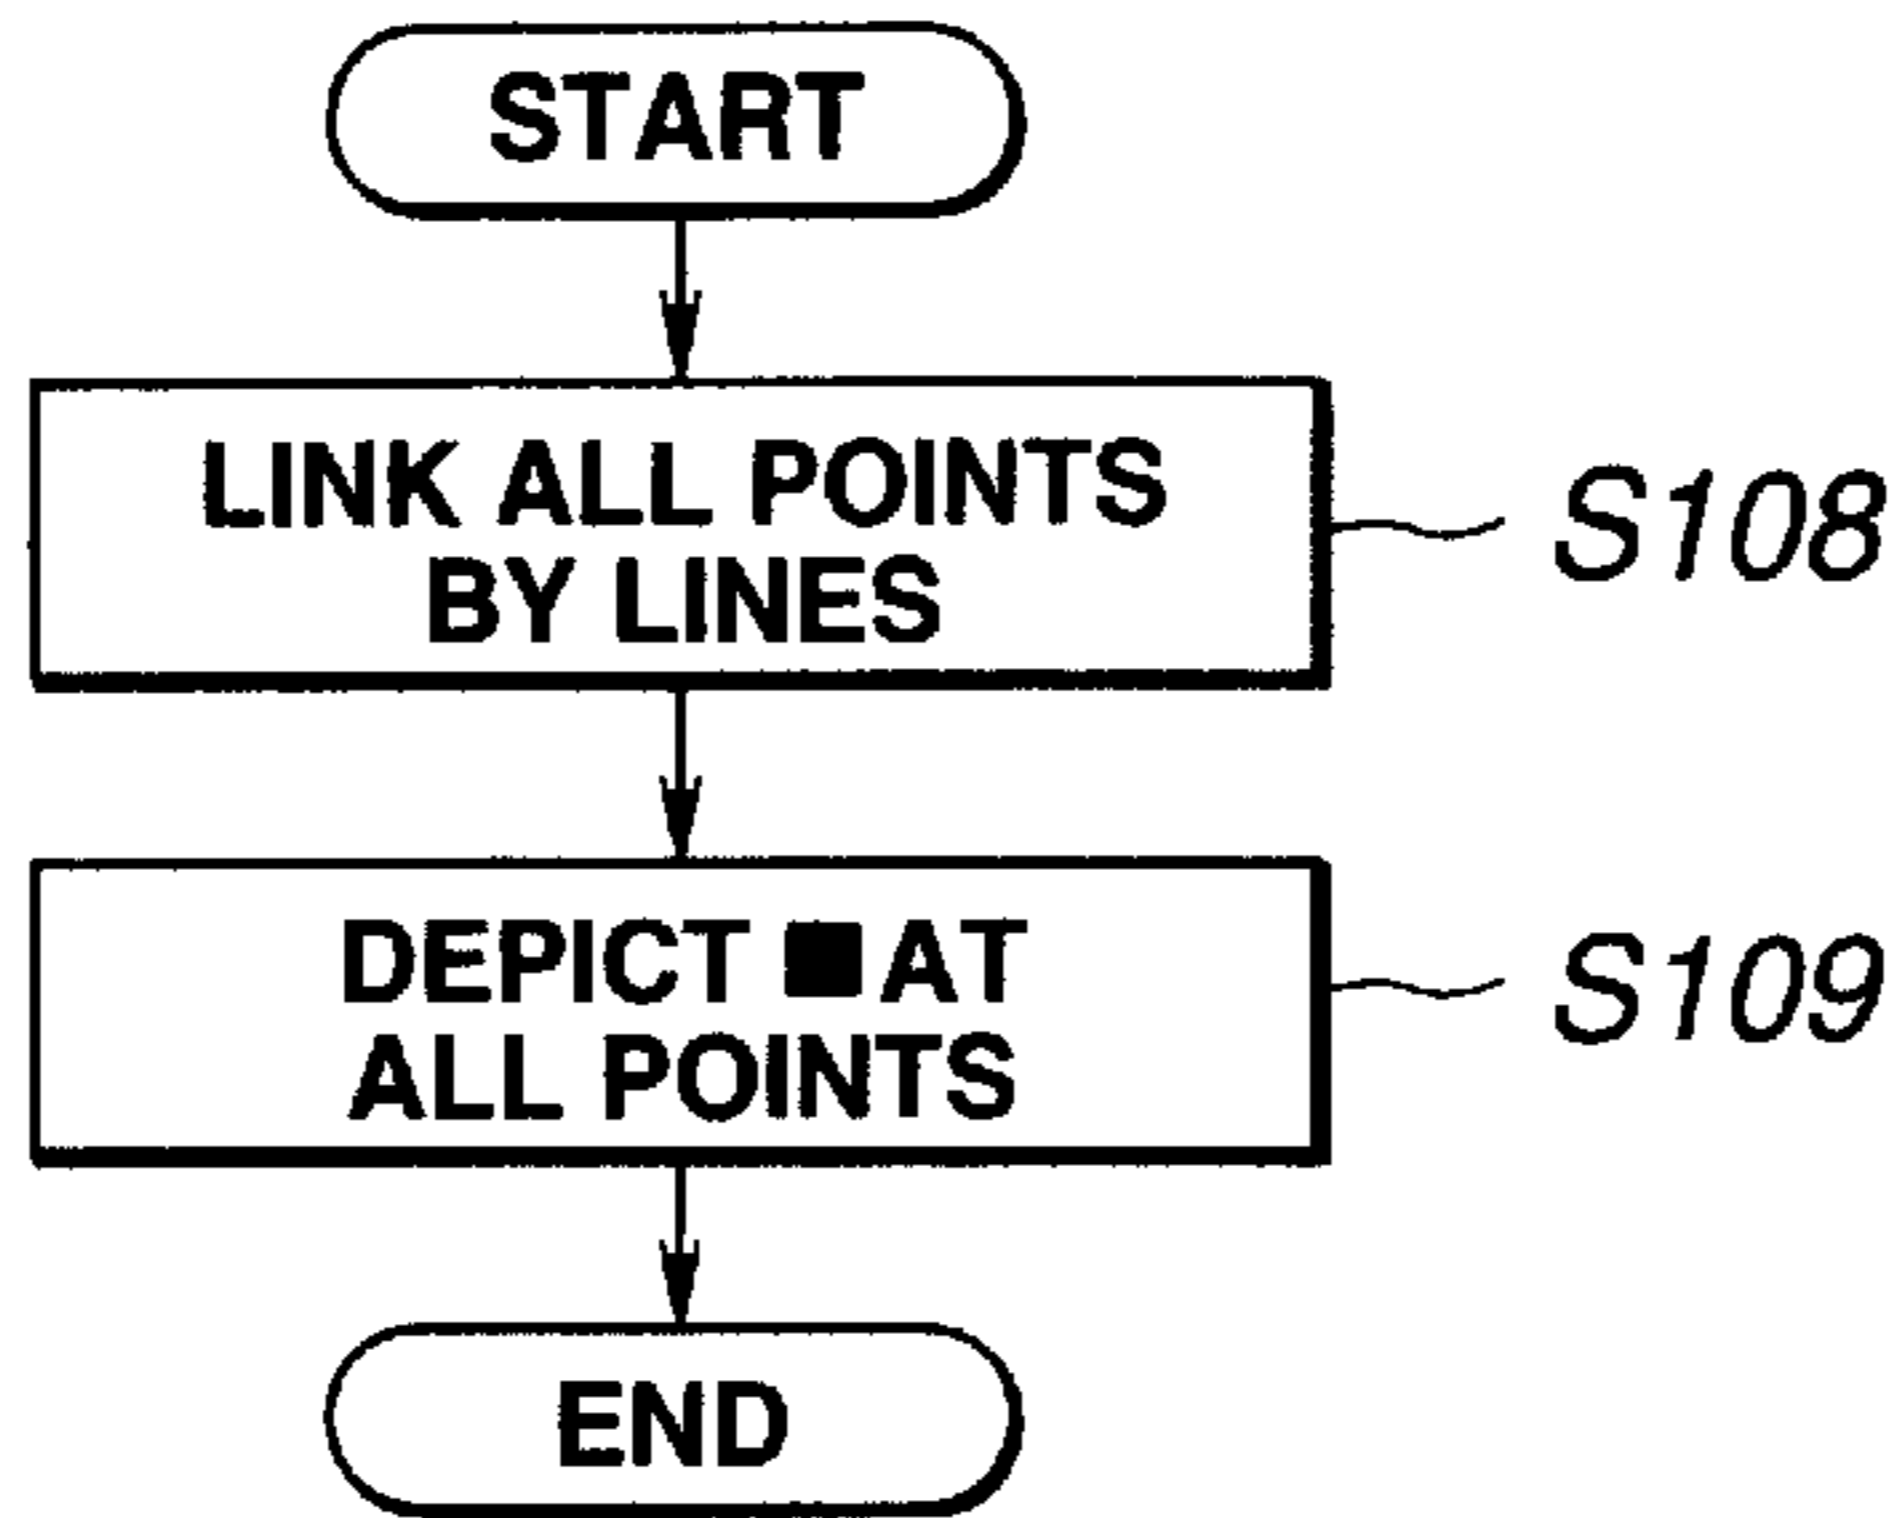 START
LINK ALL POINTS
BY LINES
S108
DEPICT ■ AT
ALL POINTS
S109
END